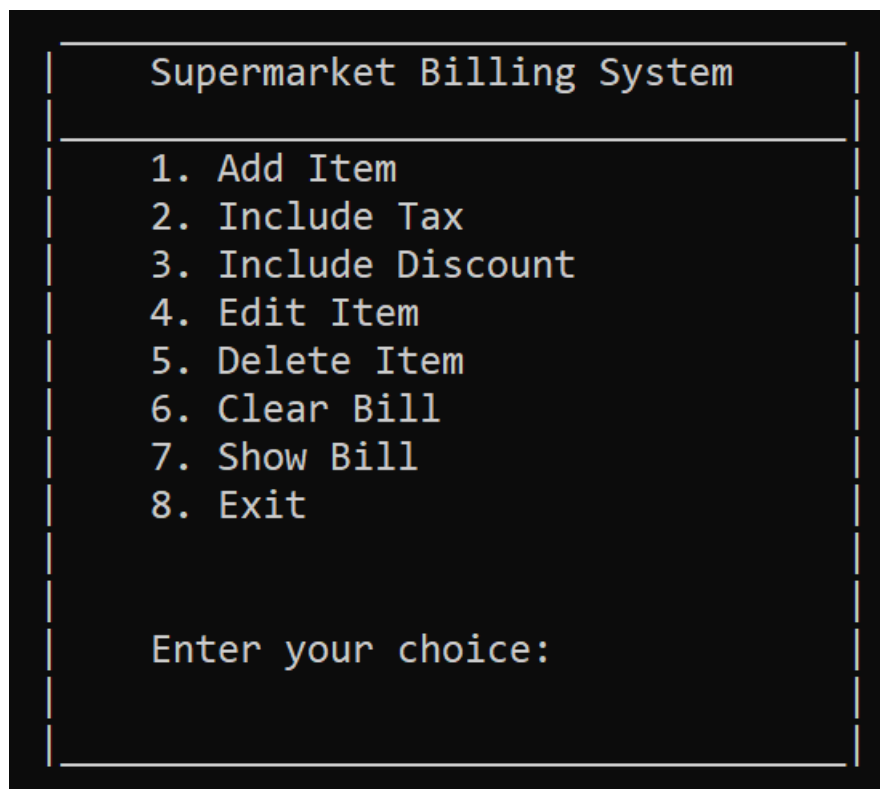 Supermarket Billing System
1. Add Item
2. Include Tax
3. Include Discount
4. Edit Item
5. Delete Item
6. Clear Bill
7. Show Bill
8. Exit
Enter your choice: